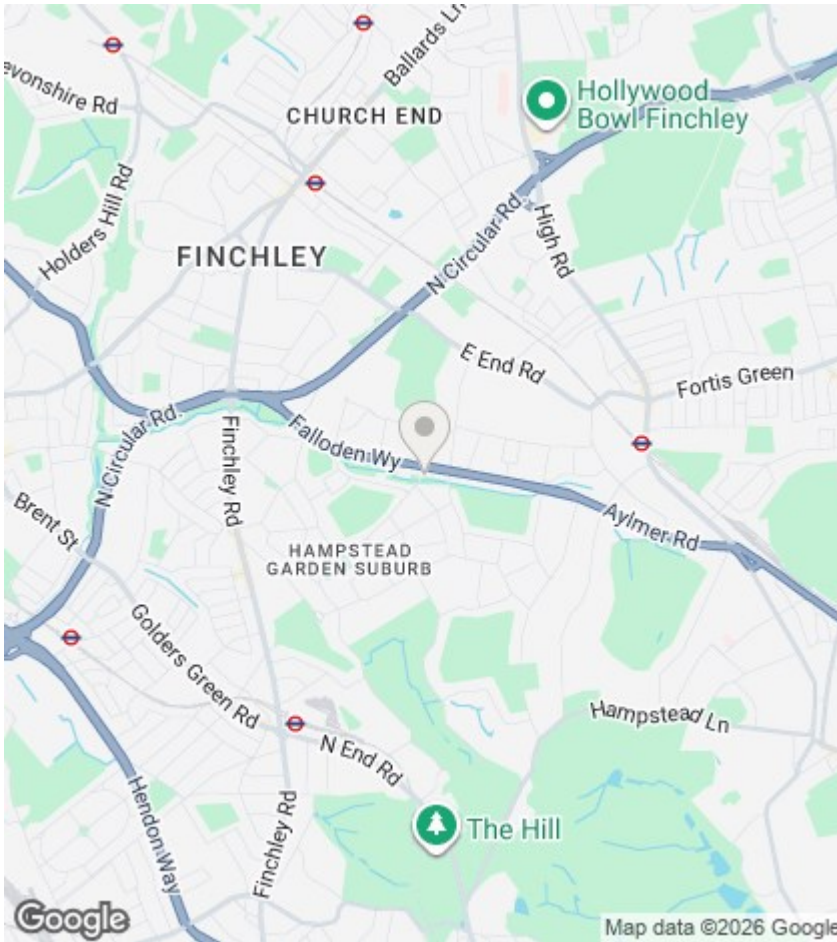 Ballards Ln
evonshire Rd
CHURCH END
Hollywood
Bowl Finchley
Holders Hill Rd
FINCHLEY
N Circular Rd
High Rd
E End Rd
Fortis Green
N Circular Rd
Finchley Rd
Falloden Wy
Brent St
Aylmer Rd
HAMPSTEAD
GARDEN SUBURB
Golders Green Rd
Hampstead Ln
N End Rd
Hendon Way
Finchley Rd
The Hill
Google
Map data ©2026 Google